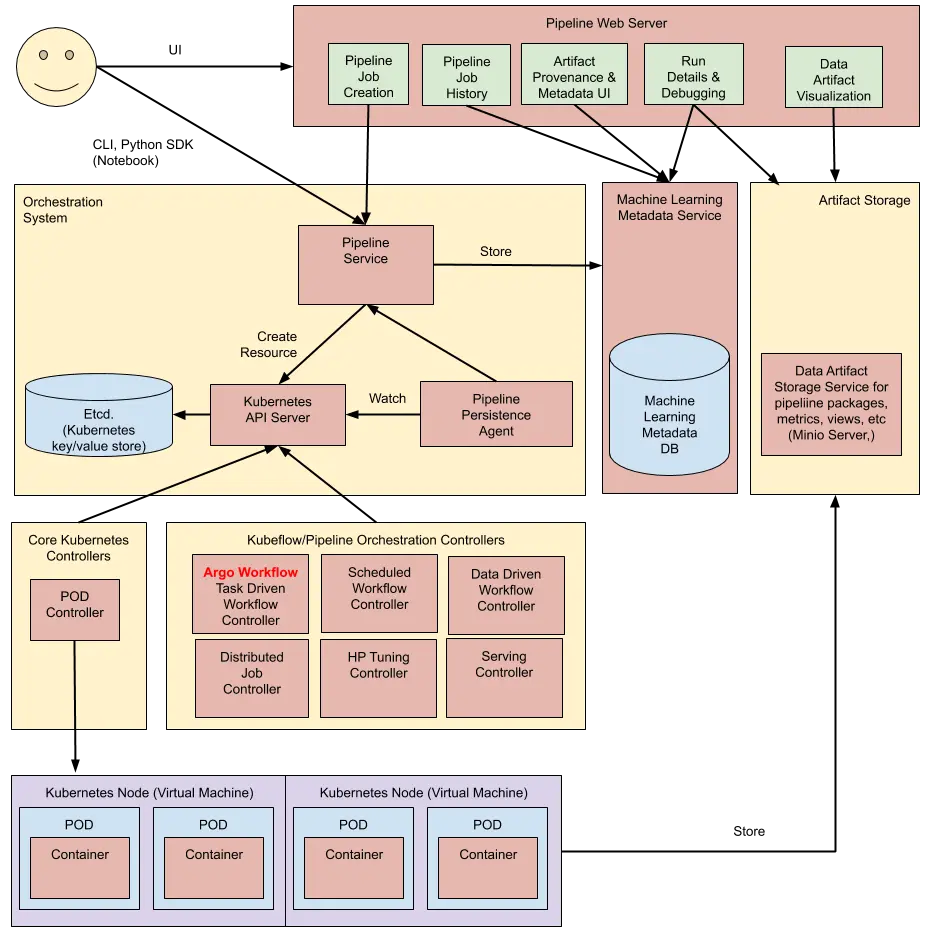 Pipeline Web Server
UI
Pipeline
Job
Creation
Pipeline
Job
History
Artifact
Provenance &
Metadata UI
Run
Details &
Debugging
Data
Artifact
Visualization
CLI, Python SDK
(Notebook)
Orchestration
System
Pipeline
Service
Store
Machine Learning
Metadata Service
Artifact Storage
Create
Resource
Etcd.
(Kubernetes
key/value store)
Kubernetes
API Server
Watch
Pipeline
Persistence
Agent
Machine
Learning
Metadata
DB
Data Artifact
Storage Service for
pipeliine packages,
metrics, views, etc
(Minio Server,)
Core Kubernetes
Controllers
POD
Controller
Kubeflow/Pipeline Orchestration Controllers
Argo Workflow
Task Driven
Workflow
Controller
Scheduled
Workflow
Controller
Data Driven
Workflow
Controller
Distributed
Job
Controller
HP Tuning
Controller
Serving
Controller
Kubernetes Node (Virtual Machine)
POD
Container
POD
Container
Kubernetes Node (Virtual Machine)
POD
Container
POD
Container
Store